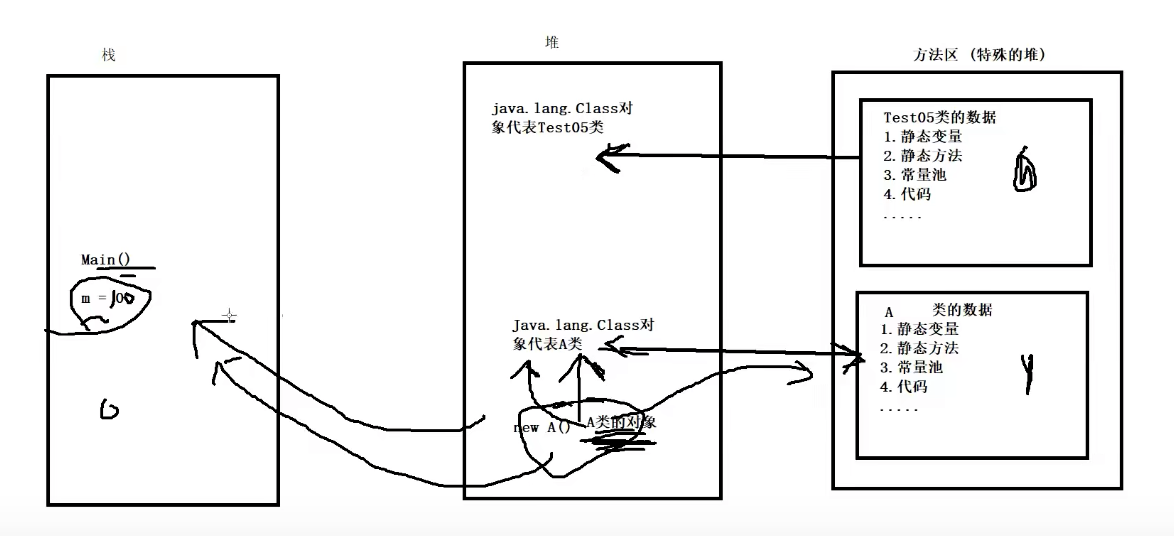 栈
堆
方法区 (特殊的堆)
java.lang.Class对
象代表Test05类
Test05类的数据
1.静态变量
2.静态方法
3.常量池
4.代码
.....
Main()
m =100
Java.lang.Class对
象代表A类
new A()
A类的对象
A 类的数据
1.静态变量
2.静态方法
3.常量池
4.代码
.....